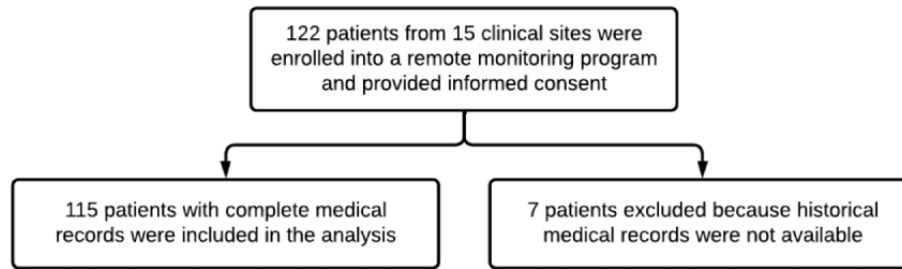 122 patients from 15 clinical sites were
enrolled into a remote monitoring program
and provided informed consent
115 patients with complete medical
records were included in the analysis
7 patients excluded because historical
medical records were not available